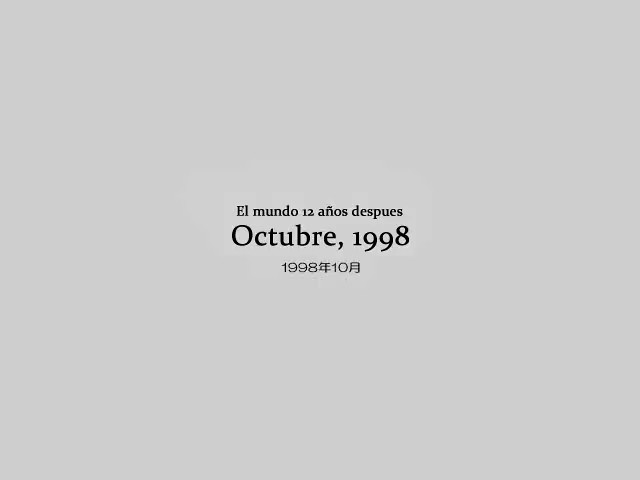 El mundo 12 años despues
Octubre, 1998
1998年10月